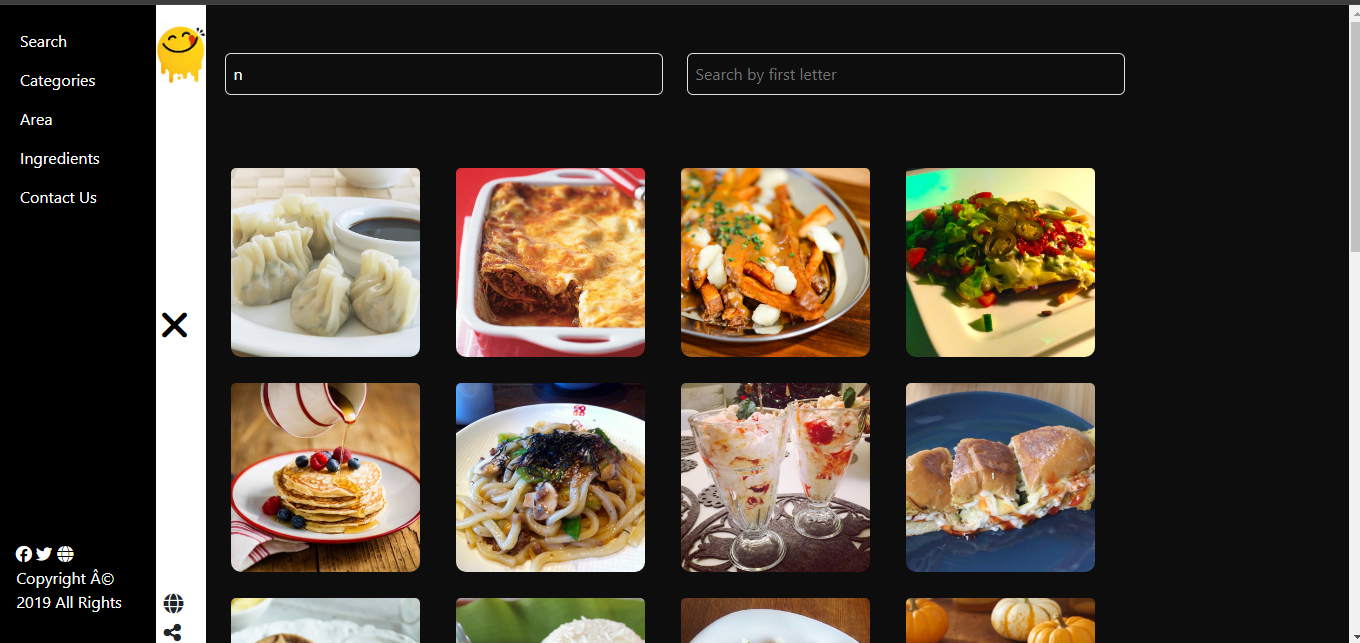 Search
Categories
Area
Ingredients
Contact Us
n
Search by first letter
Copyright Â©
2019 All Rights